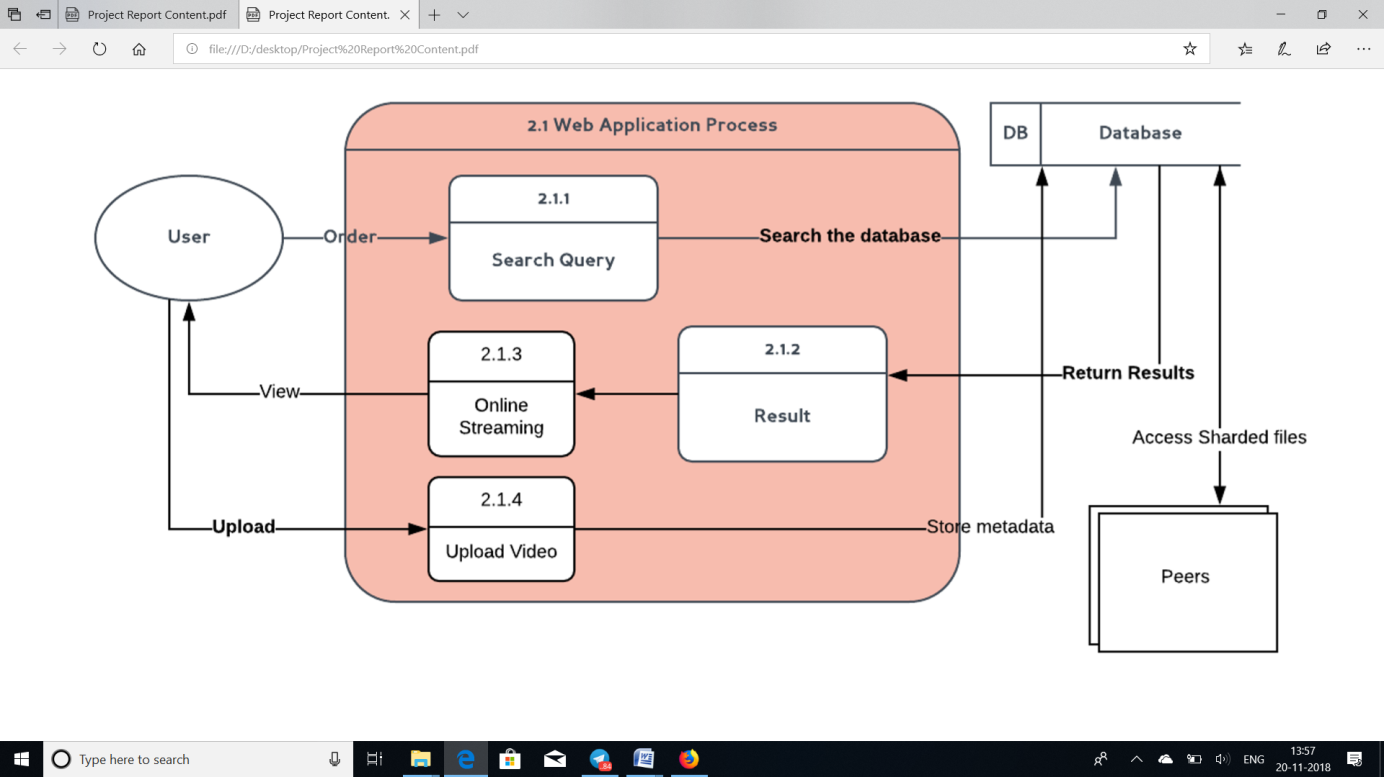 Project Report Content.pdf
Project Report Content.
file:///D:/desktop/Project%20Report%20Content.pdf
2.1 Web Application Process
DB
Database
2.1.1
User
Order
Search the database
Search Query
2.1.3
2.1.2
Return Results
View
Online
Streaming
Result
Access Sharded files
2.1.4
Upload
Store metadata
Upload Video
Peers
Type here to search
84
ENG
13:57
20-11-2018